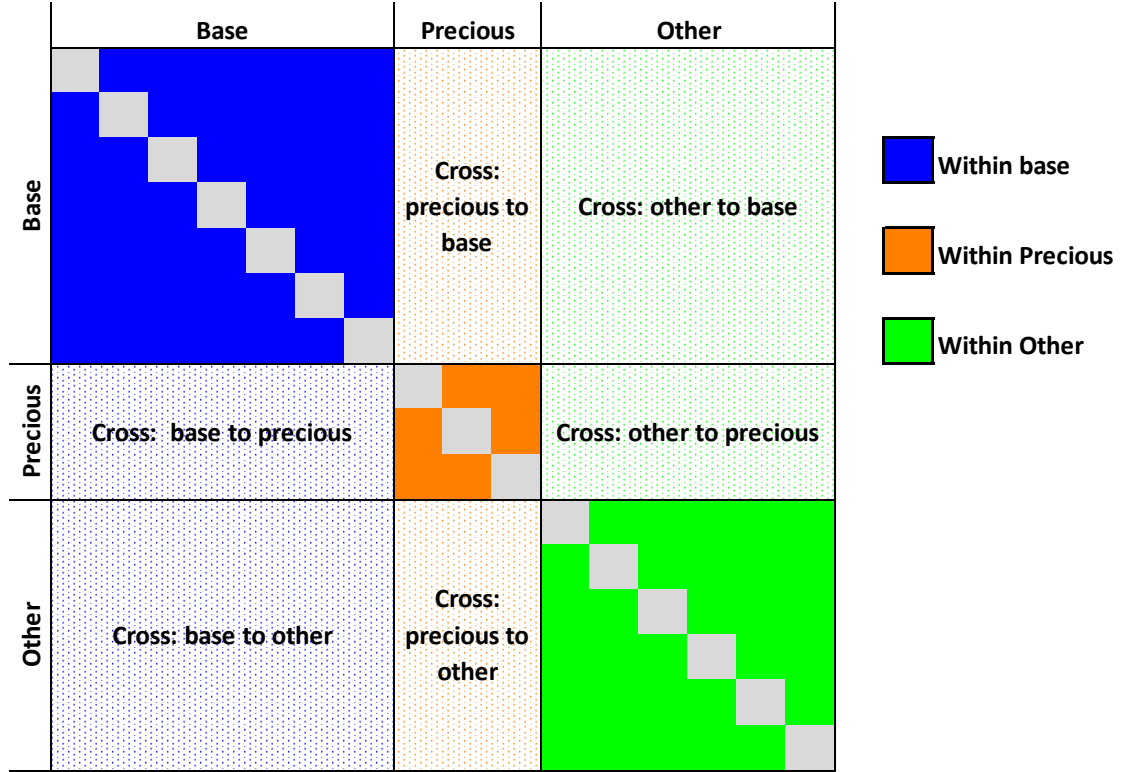 Base Precious Other
Base
Cross:
precious to
base
Cross: other to base
Within base
Within Precious
Within Other
Precious
Cross:  base to precious
Cross: other to precious
Other
Cross: base to other
Cross:
precious to
other